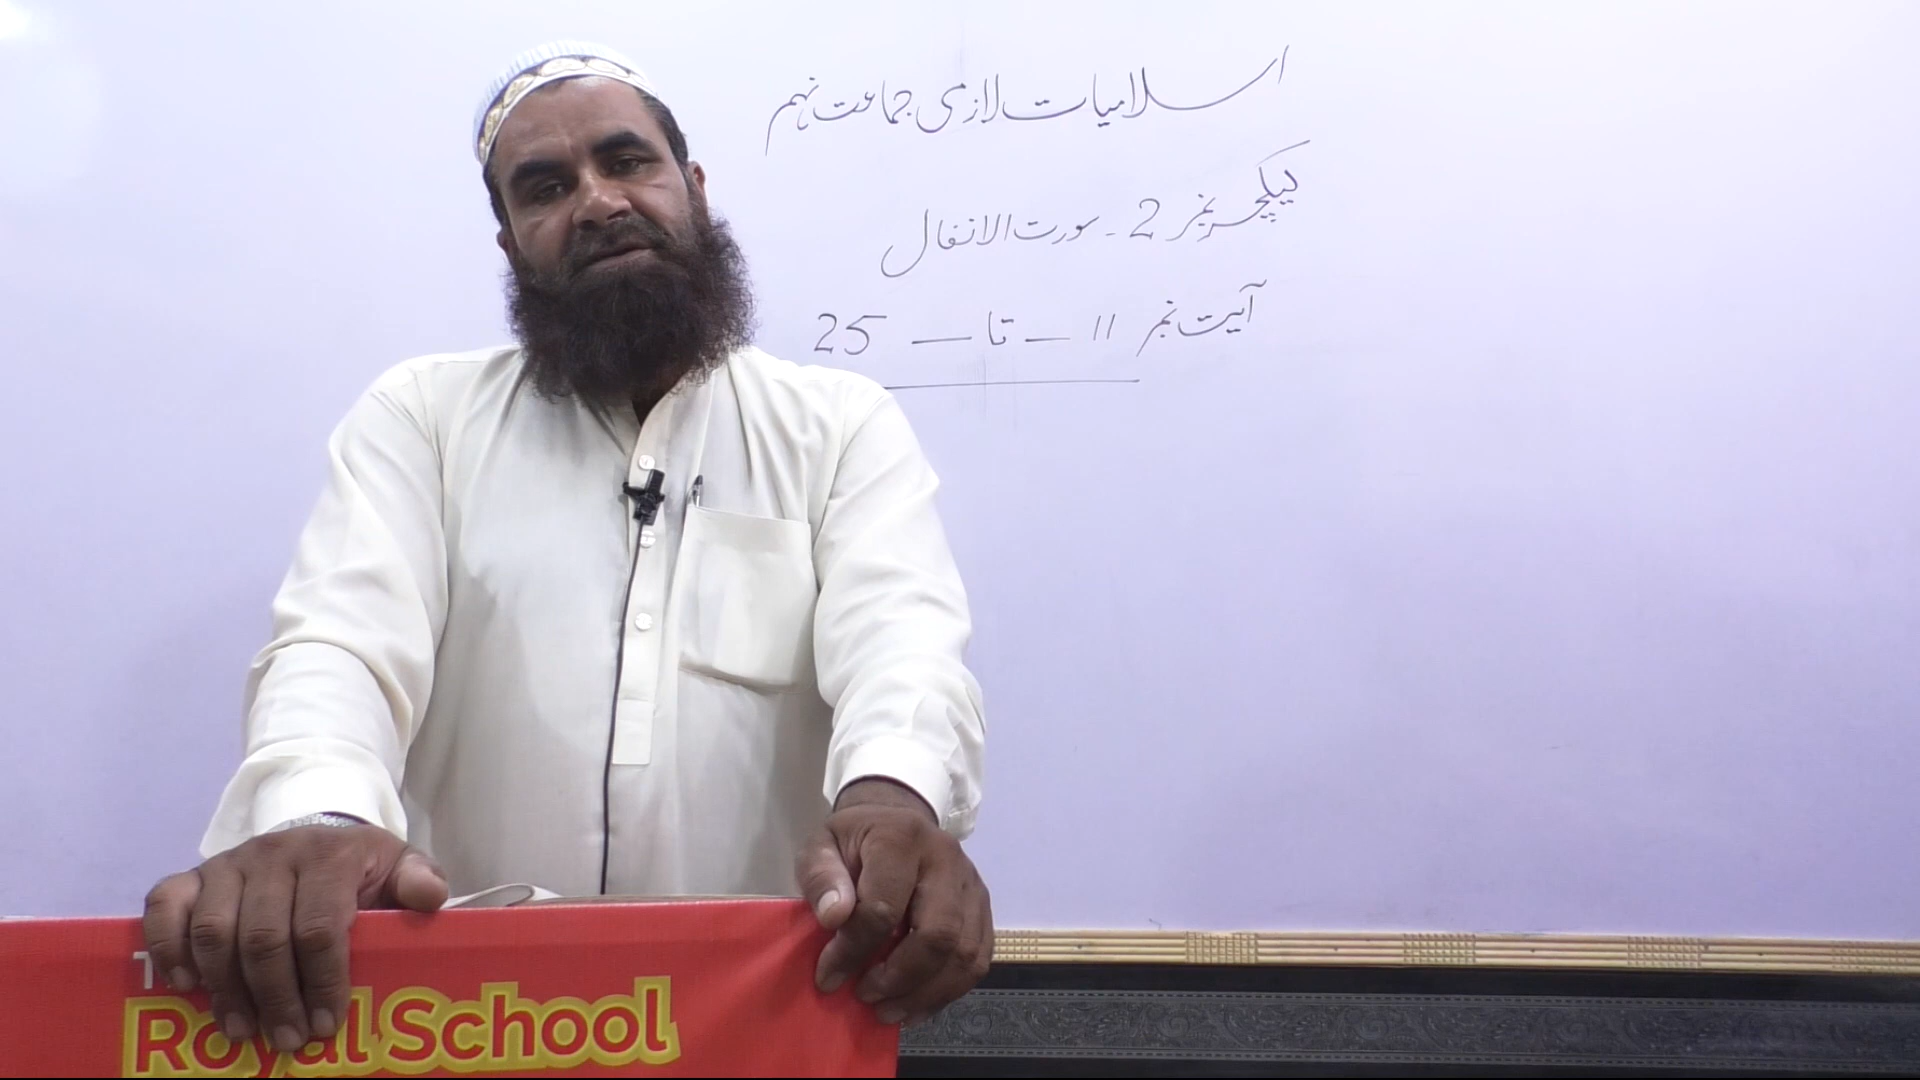 اسلامیات لازمی جماعت نہم
لیکچر نمبر 2 - سورت الانفال
آیت نمبر 11 — تا — 25
Royal School